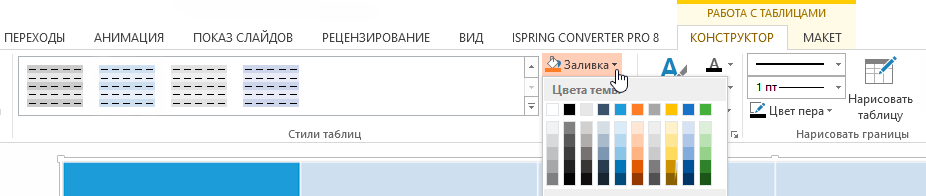 РАБОТА С ТАБЛИЦАМИ
ПЕРЕХОДЫ АНИМАЦИЯ ПОКАЗ СЛАЙДОВ РЕЦЕНЗИРОВАНИЕ ВИД ISPRING CONVERTER PRO 8 КОНСТРУКТОР МАКЕТ
Заливка
A
A
1 пт
Цвет пера
Нарисовать
таблицу
Цвета темы
Стили таблиц
Нарисовать границы